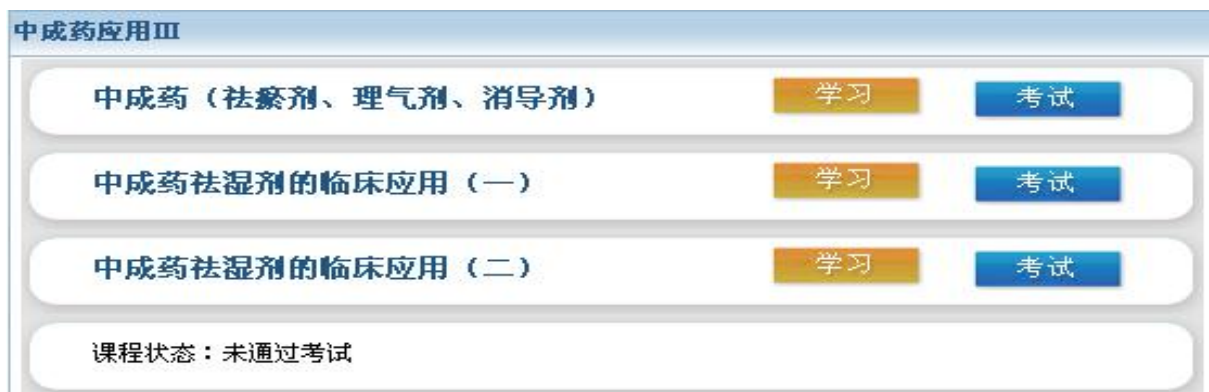 中成药应用III
中成药（祛瘀剂、理气剂、消导剂） 学习 考试
中成药祛湿剂的临床应用（一） 学习 考试
中成药祛湿剂的临床应用（二） 学习 考试
课程状态：未通过考试